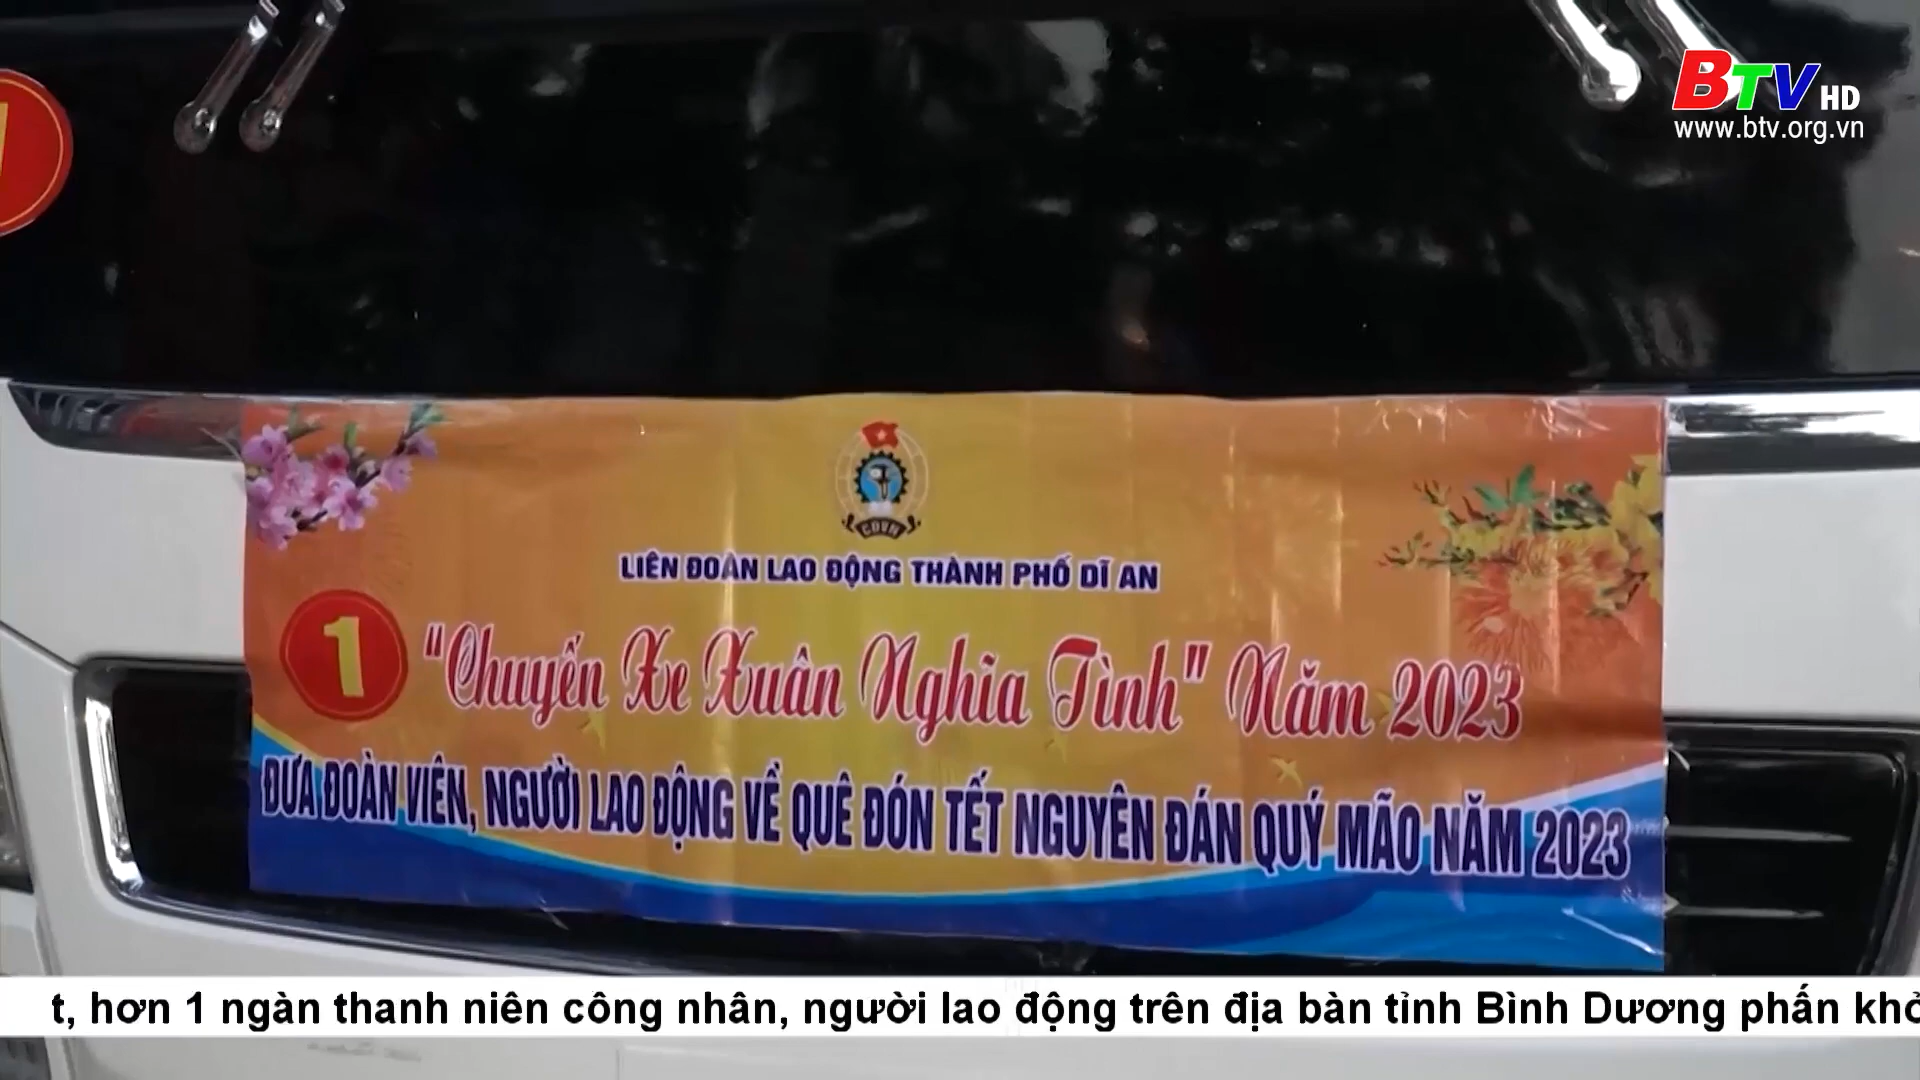 BTV HD
www.btv.org.vn
CĐVN
LIÊN ĐOÀN LAO ĐỘNG THÀNH PHỐ DĨ AN
1
"Chuyến Xe Xuân Nghĩa Tình" Năm 2023
ĐƯA ĐOÀN VIÊN, NGƯỜI LAO ĐỘNG VỀ QUÊ ĐÓN TẾT NGUYÊN ĐÁN QUÝ MÃO NĂM 2023
t, hơn 1 ngàn thanh niên công nhân, người lao động trên địa bàn tỉnh Bình Dương phấn khở